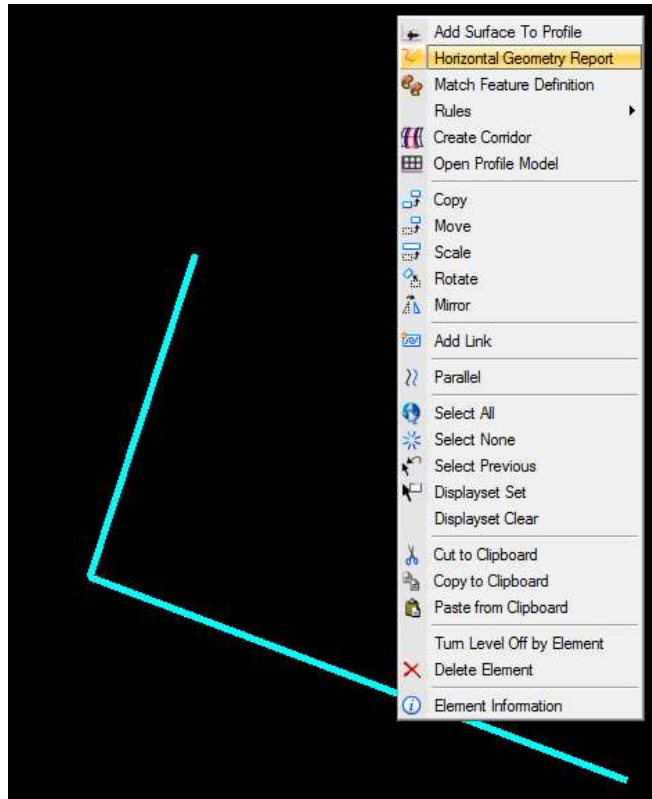 Add Surface To Profile
Horizontal Geometry Report
Match Feature Definition
Rules
Create Corridor
Open Profile Model
Copy
Move
Scale
Rotate
Mirror
Add Link
Parallel
Select All
Select None
Select Previous
Displayset Set
Displayset Clear
Cut to Clipboard
Copy to Clipboard
Paste from Clipboard
Turn Level Off by Element
Delete Element
Element Information